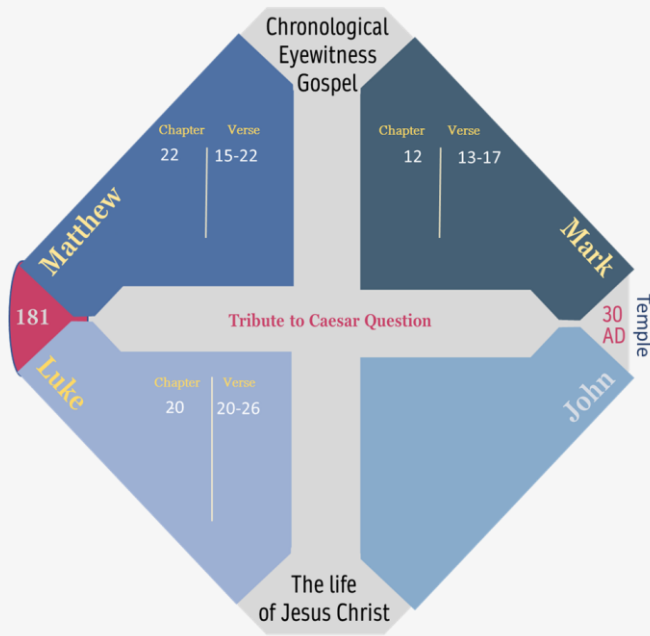 Chronological
Eyewitness
Gospel
Chapter Verse
22 15-22
Matthew
Chapter Verse
12 13-17
Mark
181
Tribute to Caesar Question
30
AD
Temple
Luke
Chapter Verse
20 20-26
John
The life
of Jesus Christ